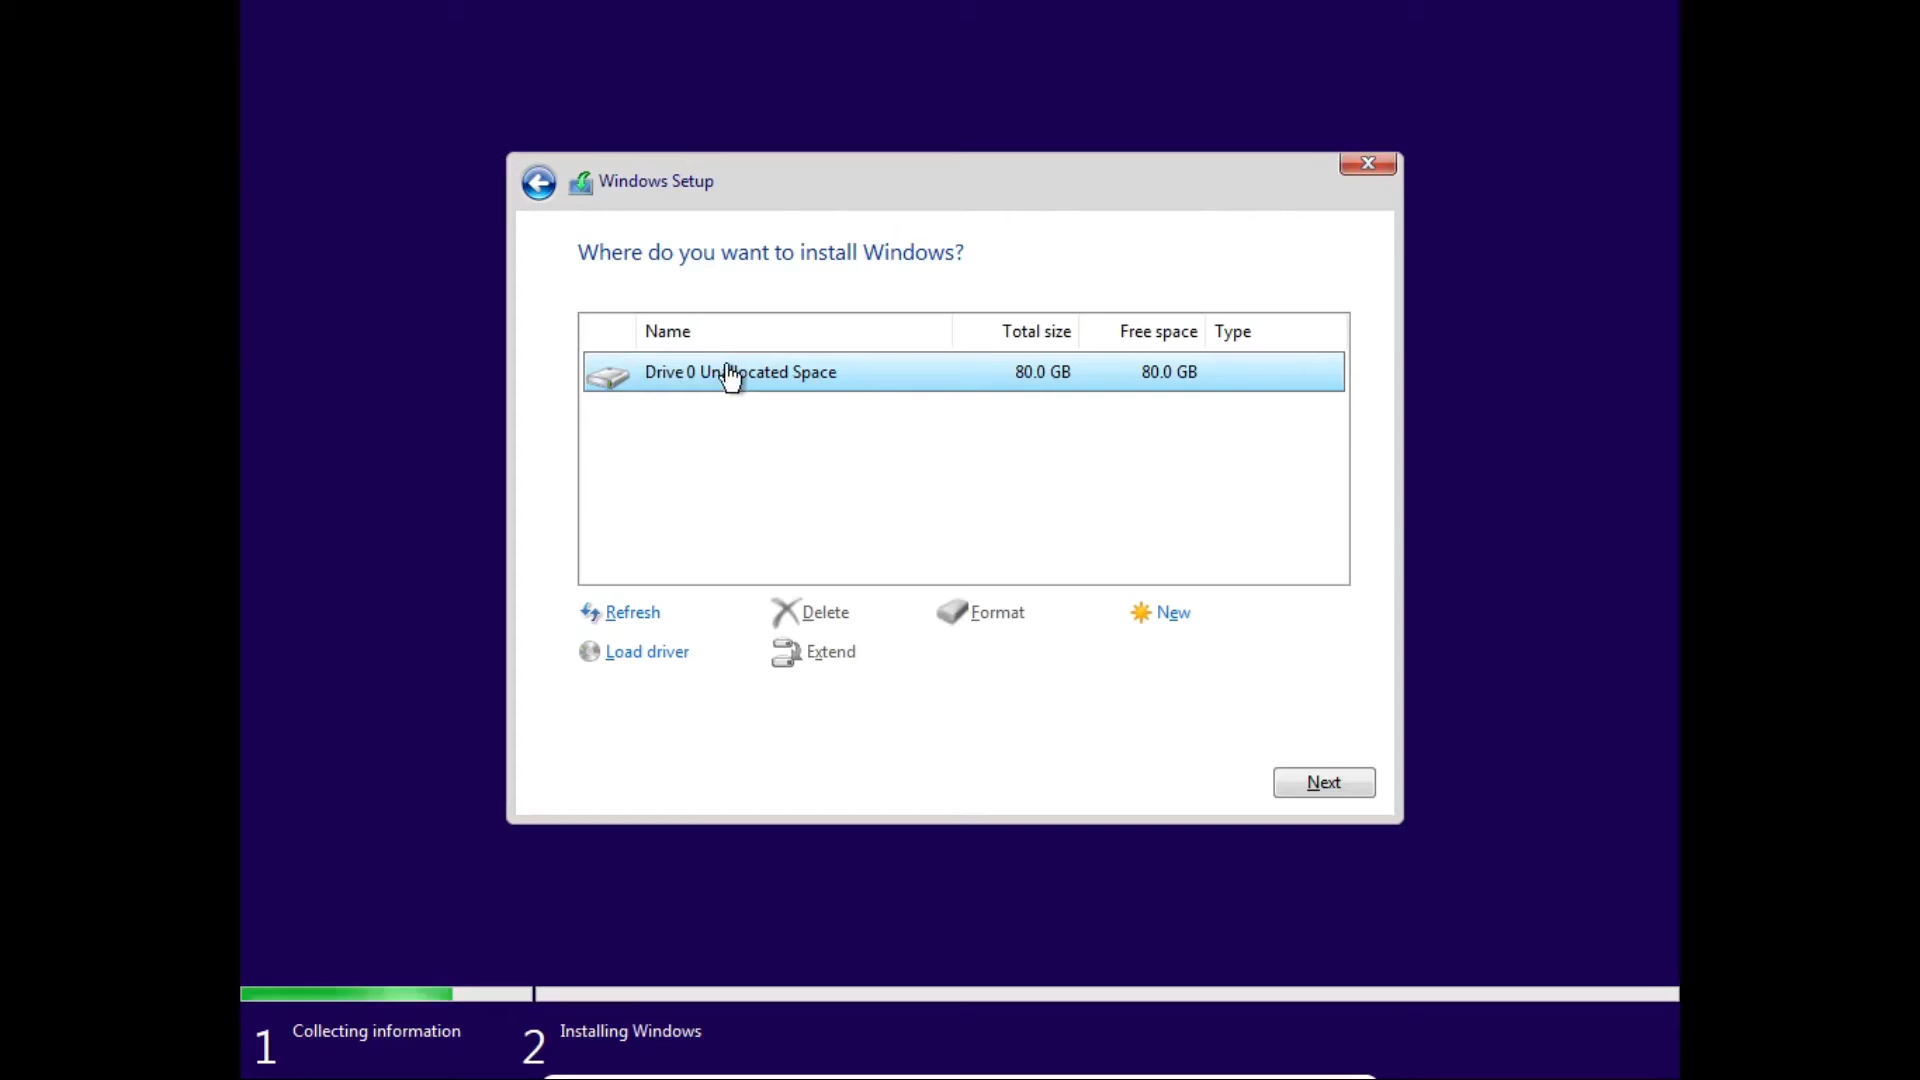 Windows Setup
Where do you want to install Windows?
Name Total size Free space Type
Drive 0 Unallocated Space 80.0 GB 80.0 GB
Refresh Delete Format New
Load driver Extend
Next
1 Collecting information 2 Installing Windows